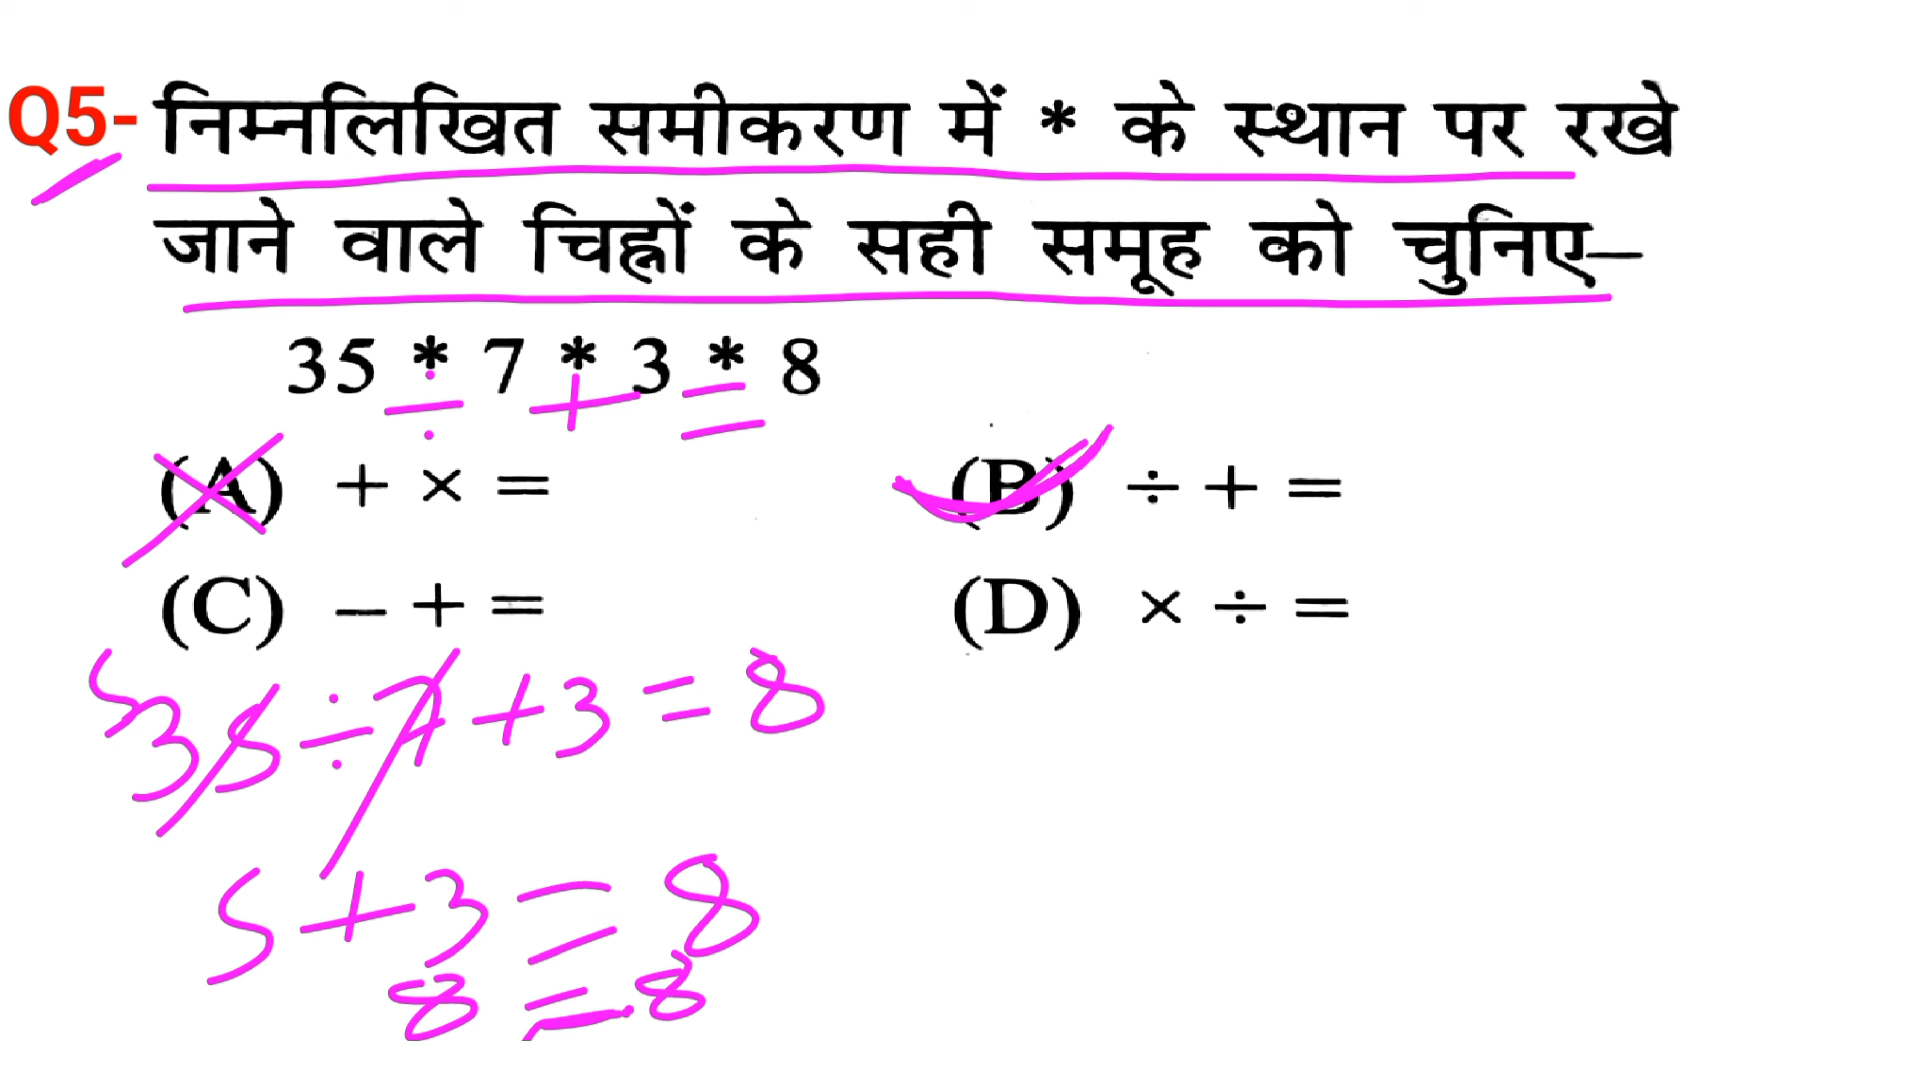 Q5- निम्नलिखित समीकरण में * के स्थान पर रखे
जाने वाले चिह्नों के सही समूह को चुनिए–
35 * 7 * 3 * 8
÷ + =
(A) + × = (B) ÷ + =
(C) – + = (D) × ÷ =
5
35 ÷ 7 + 3 = 8
5 + 3 = 8
8 = 8